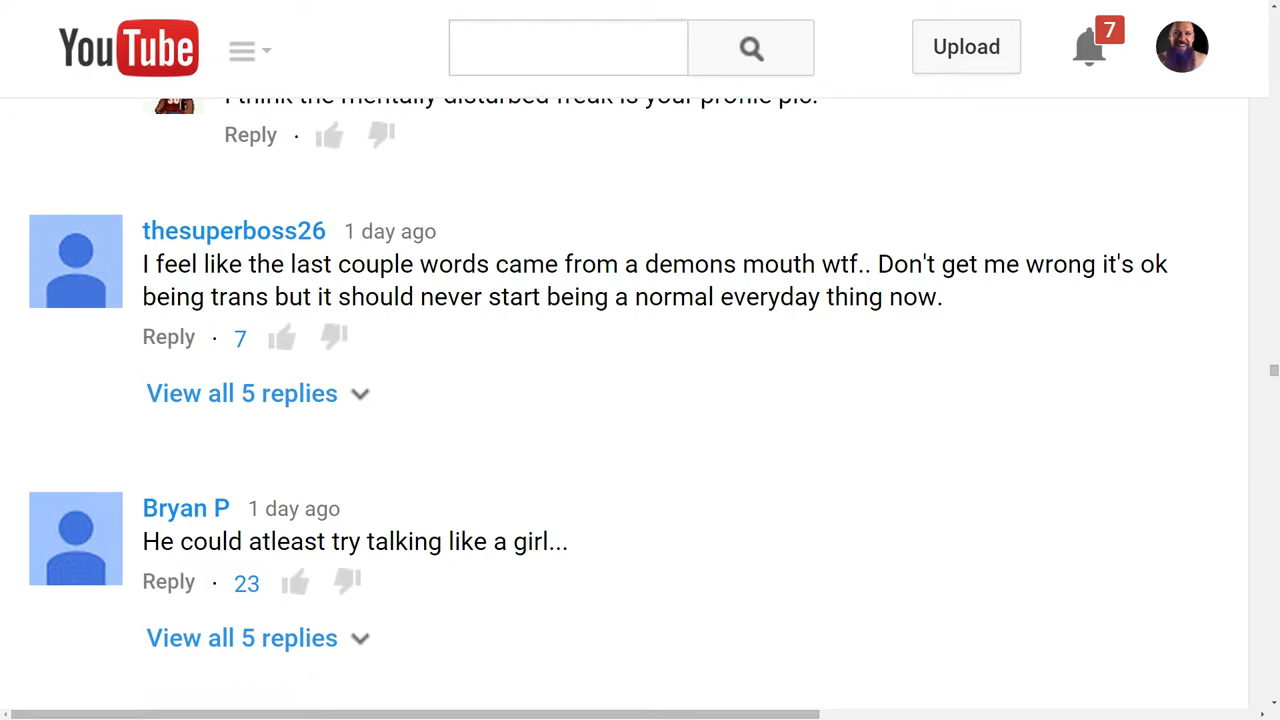 YouTube
Upload
7
I think the mentally disturbed freak is your profile pic.
Reply ·
thesuperboss26 1 day ago
I feel like the last couple words came from a demons mouth wtf.. Don't get me wrong it's ok
being trans but it should never start being a normal everyday thing now.
Reply · 7
View all 5 replies
Bryan P 1 day ago
He could atleast try talking like a girl...
Reply · 23
View all 5 replies